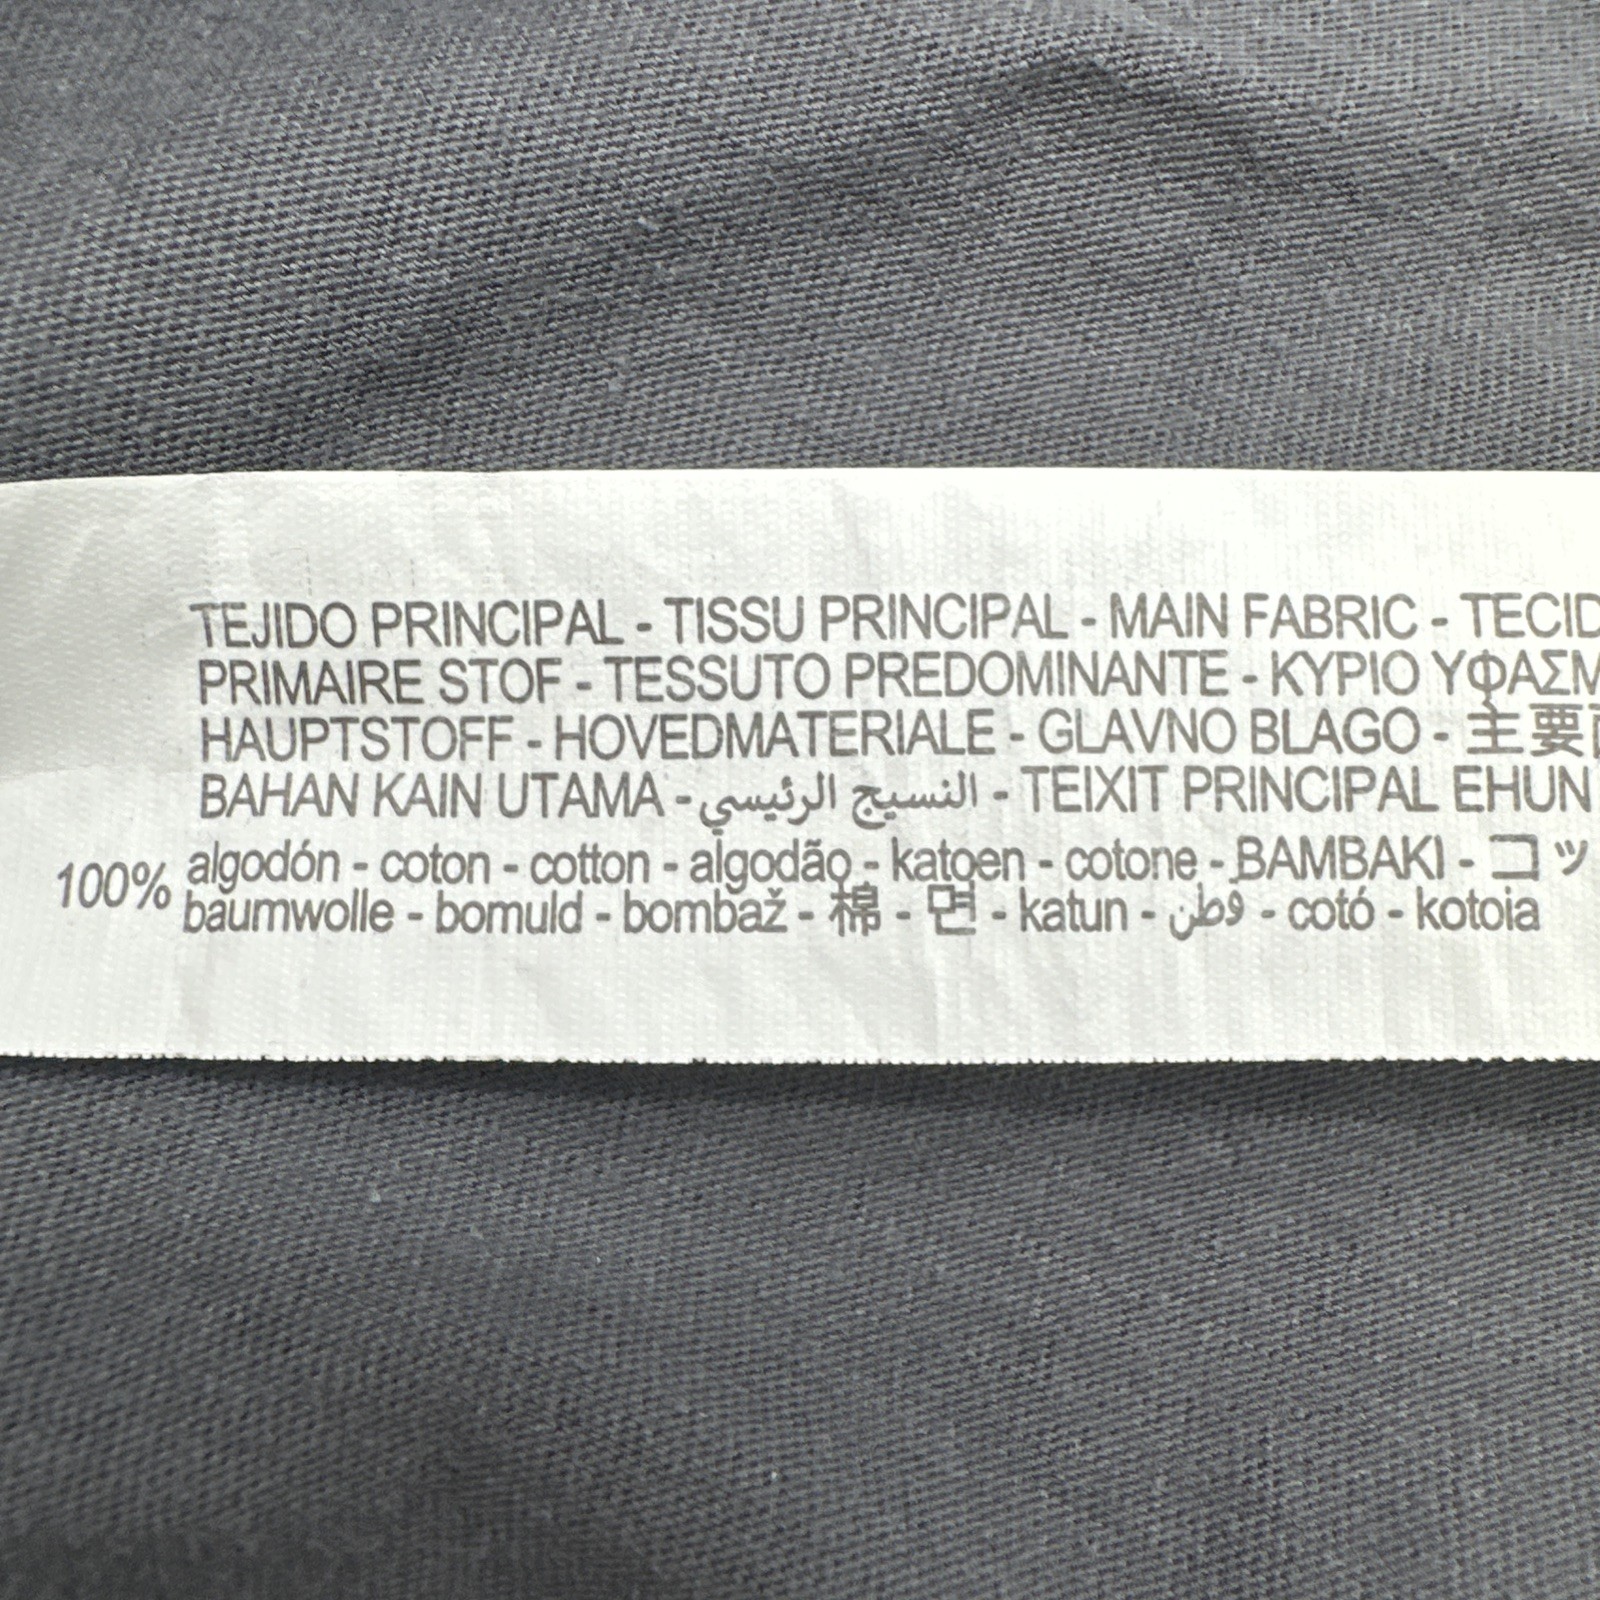 TEJIDO PRINCIPAL - TISSU PRINCIPAL - MAIN FABRIC - TECID
PRIMAIRE STOF - TESSUTO PREDOMINANTE - ΚΥΡΙΟ ΥΦΑΣΜ
HAUPTSTOFF - HOVEDMATERIALE - GLAVNO BLAGO - 主要
BAHAN KAIN UTAMA - النسيج الرئيسي - TEIXIT PRINCIPAL EHUN
100% algodón - coton - cotton - algodão - katoen - cotone - BAMBAKI - コッ
baumwolle - bomuld - bombaž - 棉 - 면 - katun - قطن - cotó - kotoia